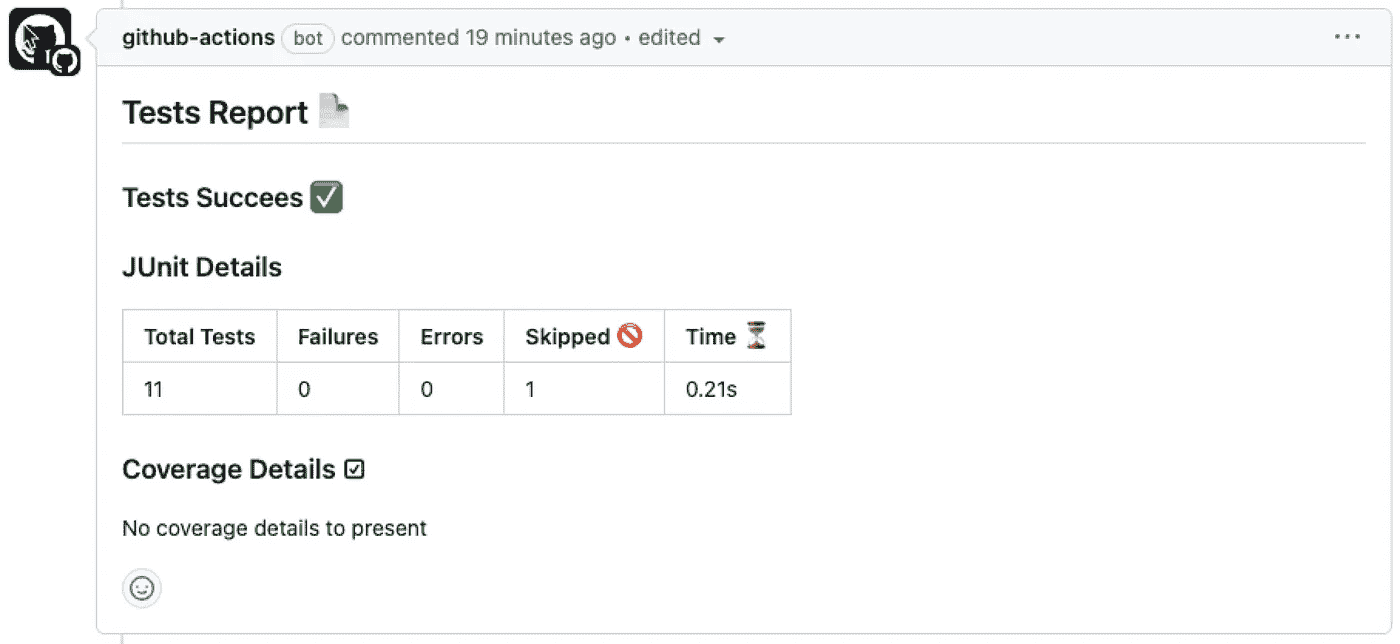 github-actions bot commented 19 minutes ago • edited
Tests Report
Tests Succees
JUnit Details
Total Tests Failures Errors Skipped Time
11 0 0 1 0.21s
Coverage Details
No coverage details to present